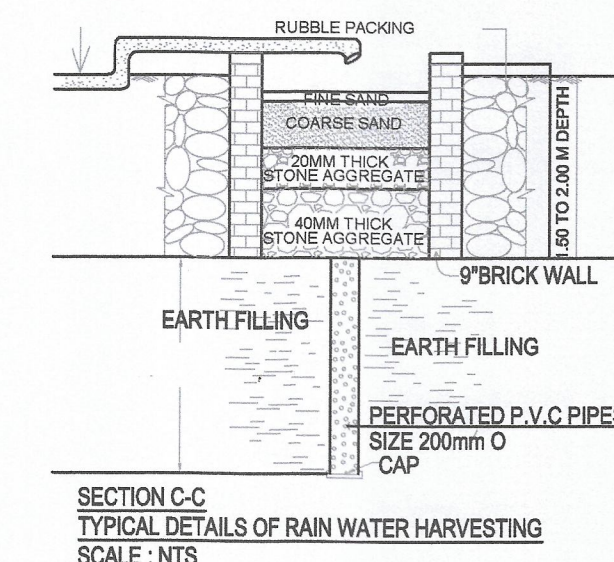 RUBBLE PACKING
FINE SAND
COARSE SAND
20MM THICK
STONE AGGREGATE
40MM THICK
STONE AGGREGATE
1.50 TO 2.00 M DEPTH
9"BRICK WALL
EARTH FILLING
EARTH FILLING
PERFORATED P.V.C PIPE
SIZE 200mm O
CAP
SECTION C-C
TYPICAL DETAILS OF RAIN WATER HARVESTING
SCALE : NTS